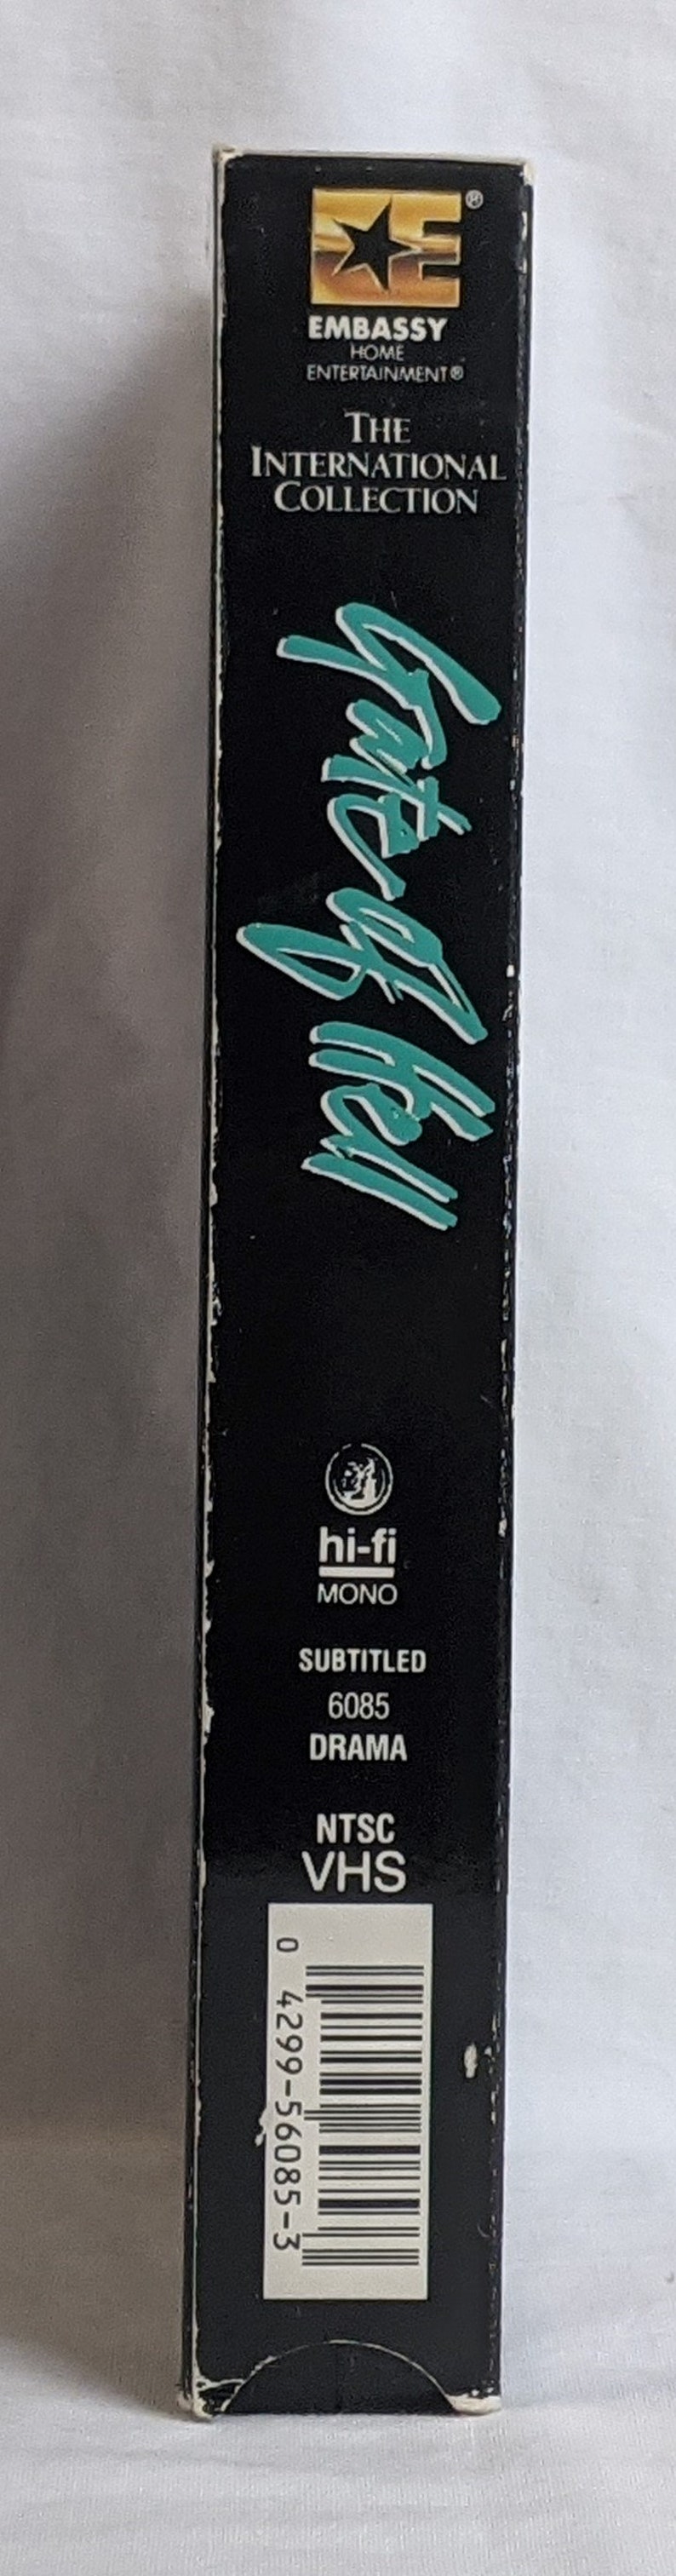 E®
EMBASSY
HOME
ENTERTAINMENT®
THE
INTERNATIONAL
COLLECTION
Gate of Hell
hi-fi
MONO
SUBTITLED
6085
DRAMA
NTSC
VHS
0 4299-56085-3